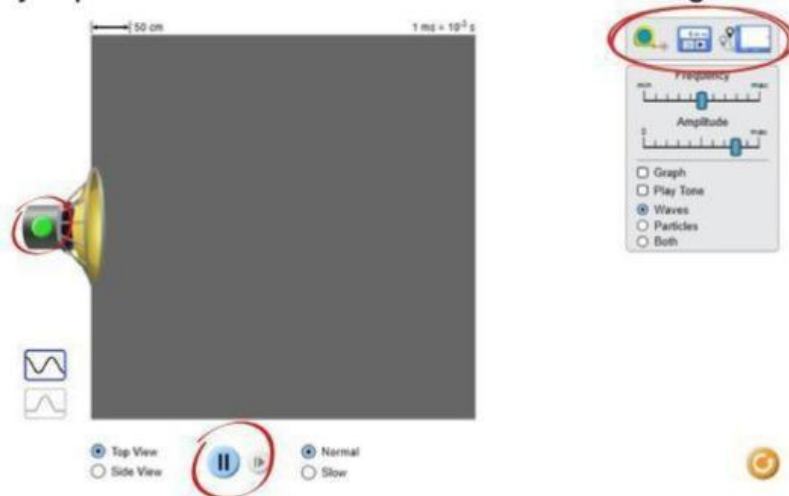 50 cm
1 ms = 10⁻³ s
Frequency
min
max
Amplitude
0
max
Graph
Play Tone
Waves
Particles
Both
Top View
Side View
Normal
Slow